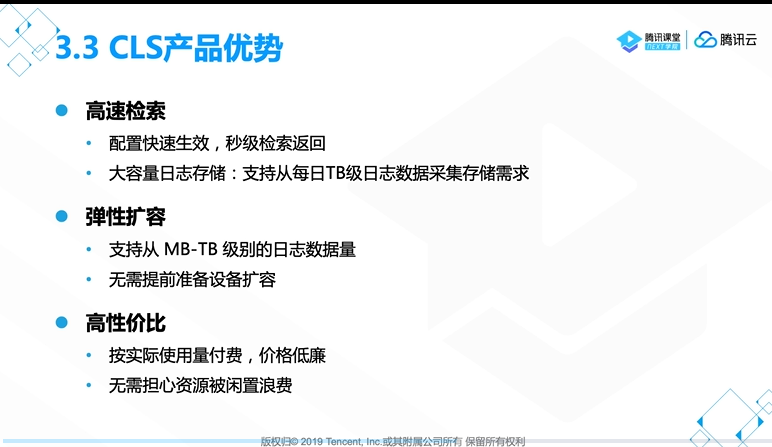 3.3 CLS产品优势
腾讯课堂
NEXT学院
腾讯云
高速检索
配置快速生效，秒级检索返回
大容量日志存储：支持从每日TB级日志数据采集存储需求
弹性扩容
支持从 MB-TB 级别的日志数据量
无需提前准备设备扩容
高性价比
按实际使用量付费，价格低廉
无需担心资源被闲置浪费
版权归© 2019 Tencent, Inc.或其附属公司所有 保留所有权利